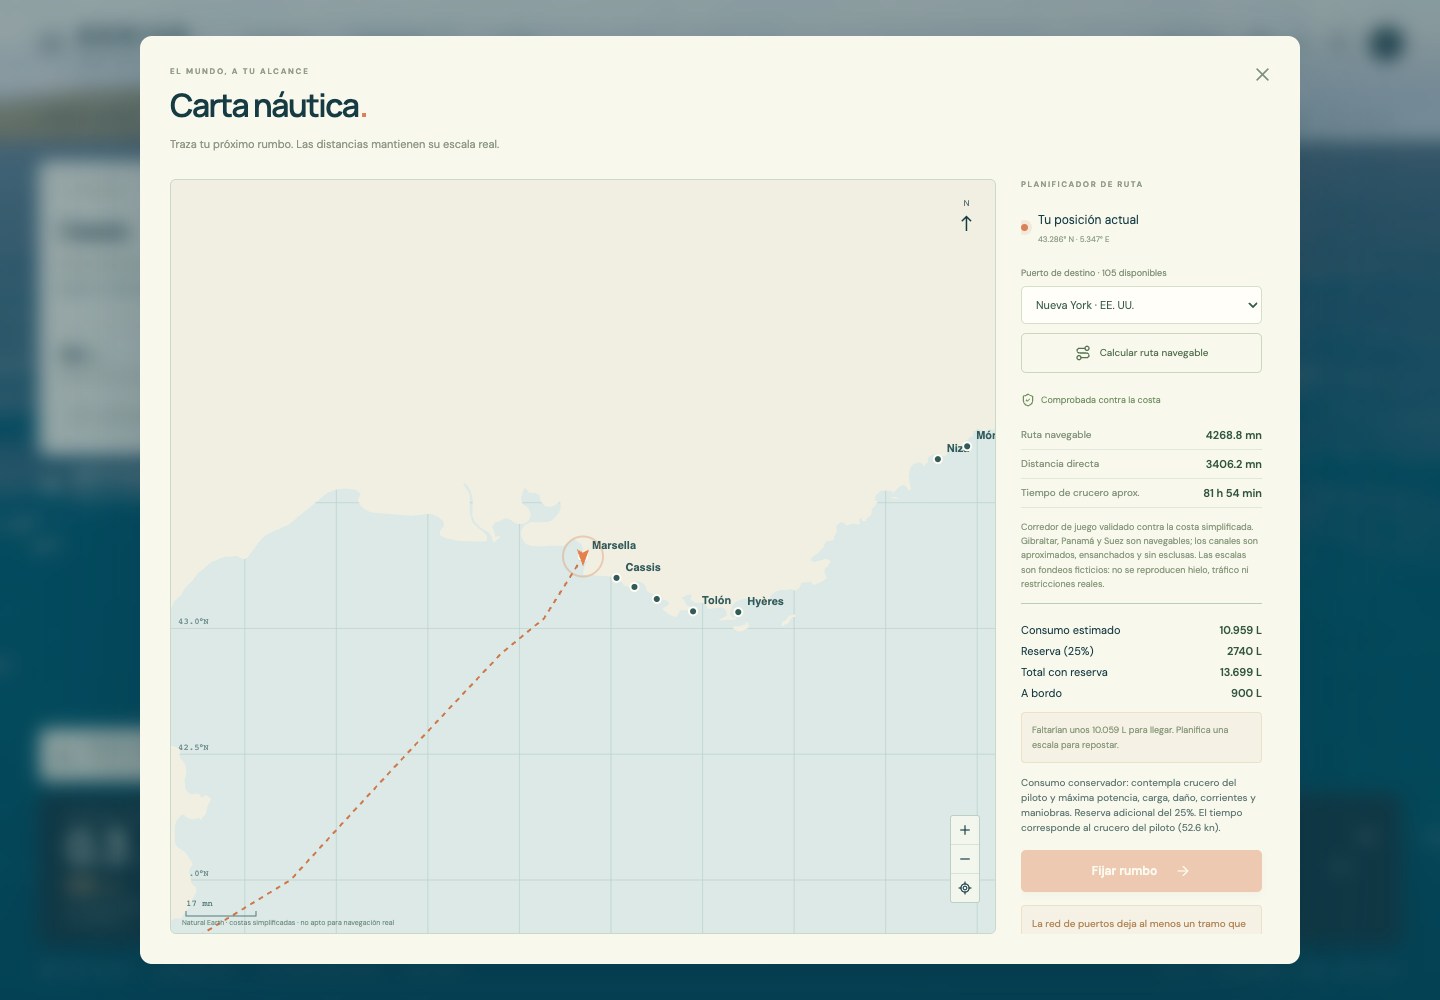 EL MUNDO, A TU ALCANCE
Carta náutica.
Traza tu próximo rumbo. Las distancias mantienen su escala real.
N
Món
Niza
Marsella
Cassis
Tolón
Hyères
43.0°N
42.5°N
.0°N
17 mn
Natural Earth · costas simplificadas · no apto para navegación real
PLANIFICADOR DE RUTA
Tu posición actual
43.286° N · 5.347° E
Puerto de destino · 105 disponibles
Nueva York · EE. UU.
Calcular ruta navegable
Comprobada contra la costa
Ruta navegable 4268.8 mn
Distancia directa 3406.2 mn
Tiempo de crucero aprox. 81 h 54 min
Corredor de juego validado contra la costa simplificada.
Gibraltar, Panamá y Suez son navegables; los canales son
aproximados, ensanchados y sin esclusas. Las escalas
son fondeos ficticios: no se reproducen hielo, tráfico ni
restricciones reales.
Consumo estimado 10.959 L
Reserva (25%) 2740 L
Total con reserva 13.699 L
A bordo 900 L
Faltarían unos 10.059 L para llegar. Planifica una
escala para repostar.
Consumo conservador: contempla crucero del
piloto y máxima potencia, carga, daño, corrientes y
maniobras. Reserva adicional del 25%. El tiempo
corresponde al crucero del piloto (52.6 kn).
Fijar rumbo
La red de puertos deja al menos un tramo que